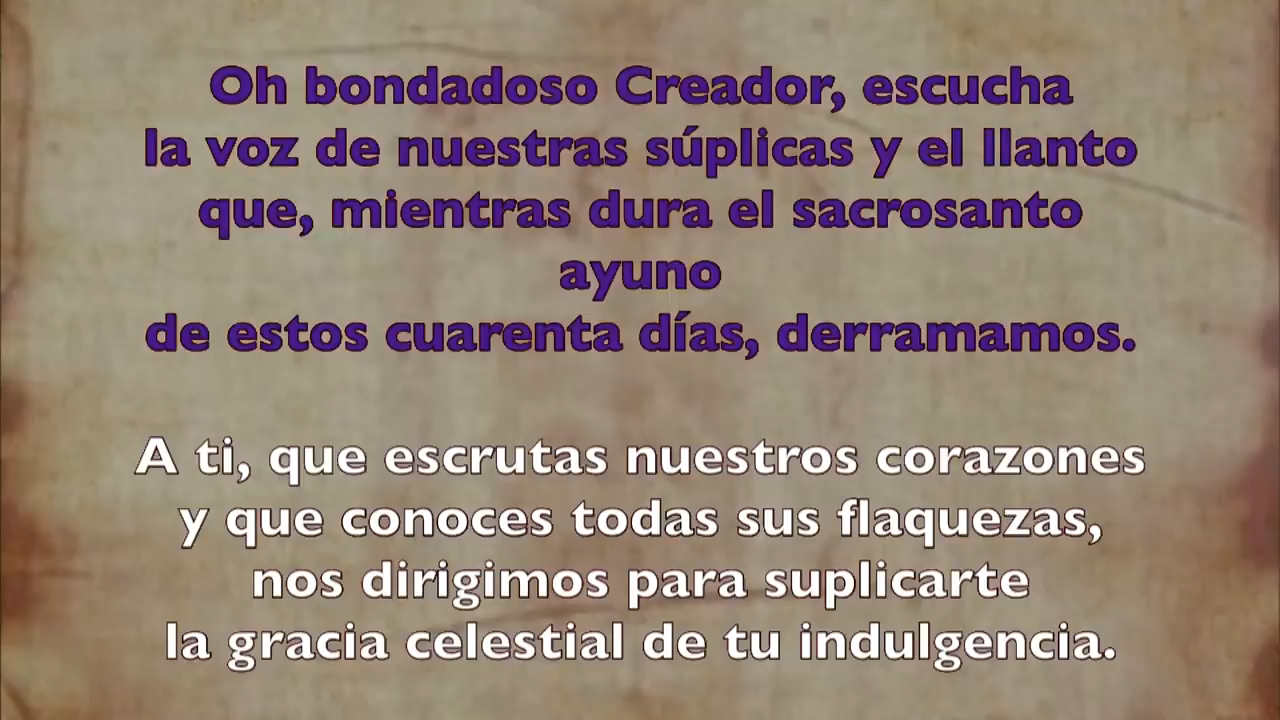 Oh bondadoso Creador, escucha
la voz de nuestras súplicas y el llanto
que, mientras dura el sacrosanto
ayuno
de estos cuarenta días, derramamos.
A ti, que escrutas nuestros corazones
y que conoces todas sus flaquezas,
nos dirigimos para suplicarte
la gracia celestial de tu indulgencia.